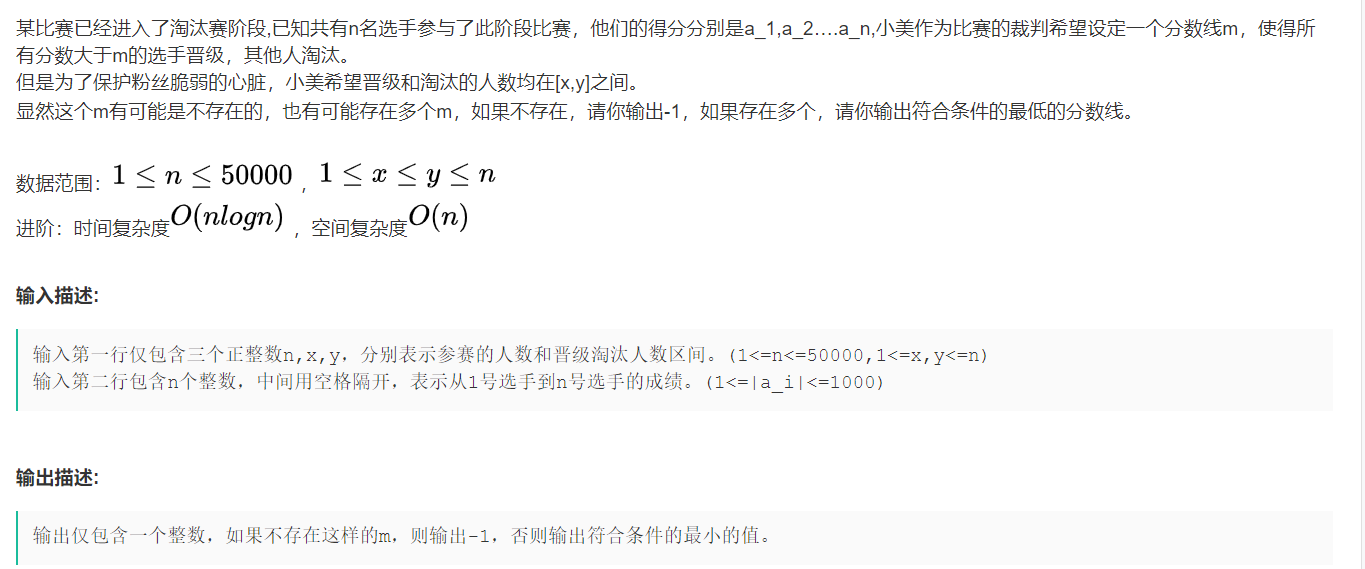 某比赛已经进入了淘汰赛阶段,已知共有n名选手参与了此阶段比赛，他们的得分分别是a_1,a_2….a_n,小美作为比赛的裁判希望设定一个分数线m，使得所
有分数大于m的选手晋级，其他人淘汰。
但是为了保护粉丝脆弱的心脏，小美希望晋级和淘汰的人数均在[x,y]之间。
显然这个m有可能是不存在的，也有可能存在多个m，如果不存在，请你输出-1，如果存在多个，请你输出符合条件的最低的分数线。
数据范围：1 ≤ n ≤ 50000 ，1 ≤ x ≤ y ≤ n
进阶：时间复杂度O(nlogn) ，空间复杂度O(n)
输入描述:
输入第一行仅包含三个正整数n,x,y，分别表示参赛的人数和晋级淘汰人数区间。(1<=n<=50000,1<=x,y<=n)
输入第二行包含n个整数，中间用空格隔开，表示从1号选手到n号选手的成绩。(1<=|a_i|<=1000)
输出描述:
输出仅包含一个整数，如果不存在这样的m，则输出-1，否则输出符合条件的最小的值。